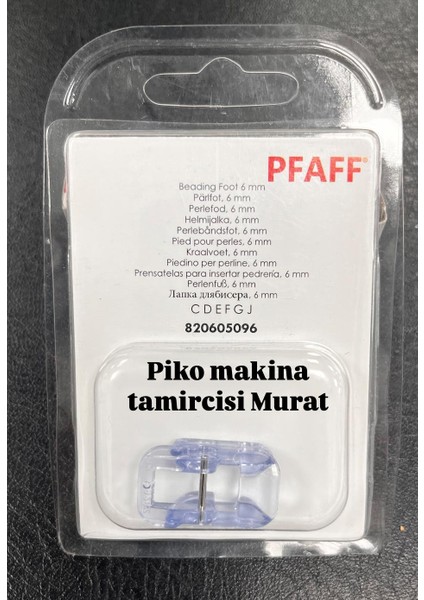 PFAFF
Beading Foot 6 mm
Pärlfot, 6 mm
Perlefod, 6 mm
Helmijalka, 6 mm
Perlebåndsfot, 6 mm
Pied pour perles, 6 mm
Kraalvoet, 6 mm
Piedino per perline, 6 mm
Prensatelas para insertar pedrería, 6 mm
Perlenfuß, 6 mm
Лапка длябисера, 6 mm
C D E F G J
820605096
Piko makina
tamircisi Murat